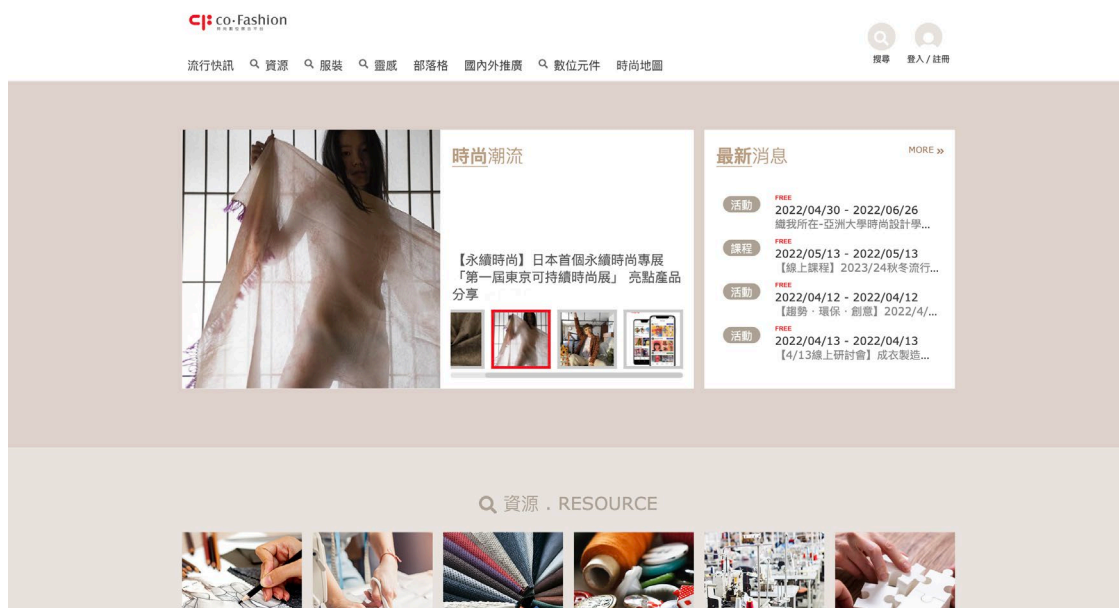 co·Fashion
時尚數位整合平台
搜尋
登入 / 註冊
流行快訊 資源 服裝 靈感 部落格 國內外推廣 數位元件 時尚地圖
時尚潮流
【永續時尚】日本首個永續時尚專展
「第一屆東京可持續時尚展」 亮點產品
分享
最新消息
MORE »
FREE
活動 2022/04/30 - 2022/06/26
織我所在-亞洲大學時尚設計學...
FREE
課程 2022/05/13 - 2022/05/13
【線上課程】2023/24秋冬流行...
FREE
活動 2022/04/12 - 2022/04/12
【趨勢‧環保‧創意】2022/4/...
FREE
活動 2022/04/13 - 2022/04/13
【4/13線上研討會】成衣製造...
資源 . RESOURCE